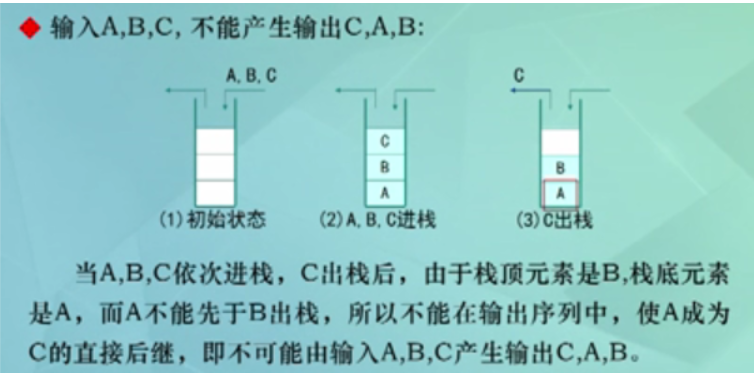 ◆ 输入A,B,C, 不能产生输出C,A,B:
A, B, C
C
C
B
A
B
A
(1)初始状态
(2)A, B, C进栈
(3)C出栈
当A,B,C依次进栈，C出栈后，由于栈顶元素是B,栈底元素
是A，而A不能先于B出栈，所以不能在输出序列中，使A成为
C的直接后继，即不可能由输入A,B,C产生输出C,A,B。